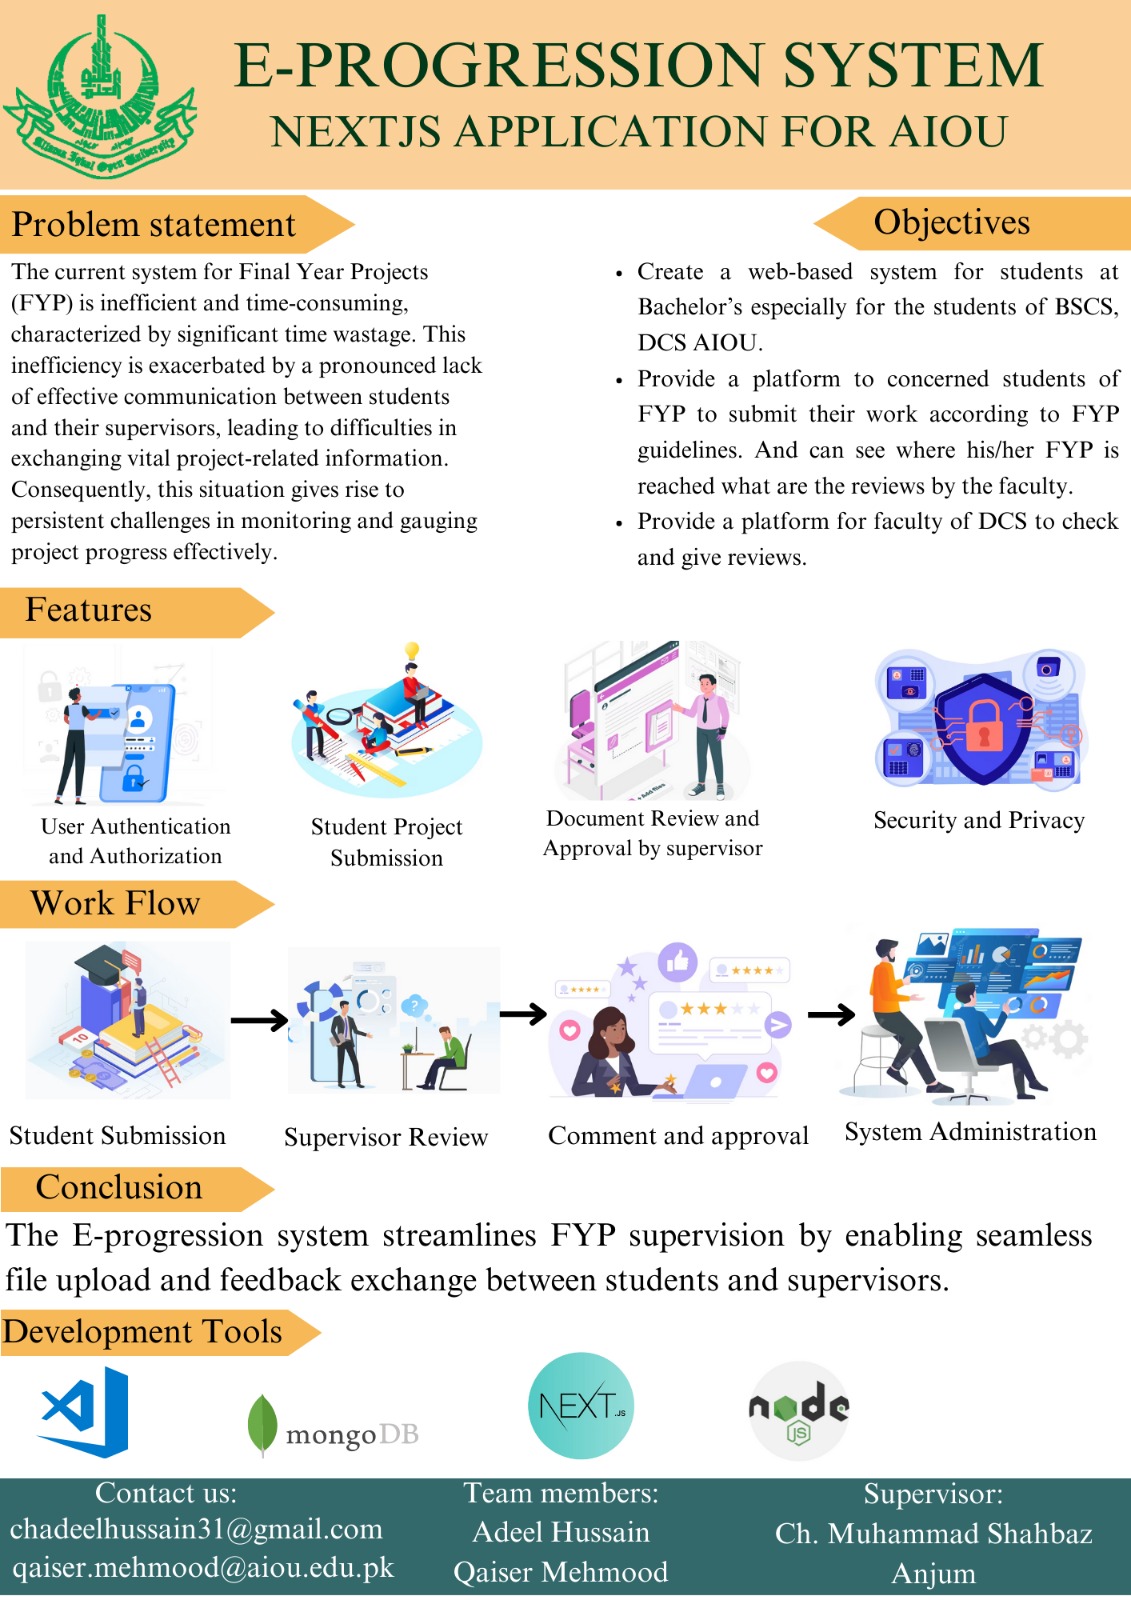 E-PROGRESSION SYSTEM
NEXTJS APPLICATION FOR AIOU
Allama Iqbal Open University
Problem statement
The current system for Final Year Projects
(FYP) is inefficient and time-consuming,
characterized by significant time wastage. This
inefficiency is exacerbated by a pronounced lack
of effective communication between students
and their supervisors, leading to difficulties in
exchanging vital project-related information.
Consequently, this situation gives rise to
persistent challenges in monitoring and gauging
project progress effectively.
Objectives
• Create a web-based system for students at
Bachelor's especially for the students of BSCS,
DCS AIOU.
• Provide a platform to concerned students of
FYP to submit their work according to FYP
guidelines. And can see where his/her FYP is
reached what are the reviews by the faculty.
• Provide a platform for faculty of DCS to check
and give reviews.
Features
+ Add files
User Authentication
and Authorization
Student Project
Submission
Document Review and
Approval by supervisor
Security and Privacy
Work Flow
10
?
Student Submission
Supervisor Review
Comment and approval
System Administration
Conclusion
The E-progression system streamlines FYP supervision by enabling seamless
file upload and feedback exchange between students and supervisors.
Development Tools
mongoDB
NEXT.JS
node
JS
Contact us:
chadeelhussain31@gmail.com
qaiser.mehmood@aiou.edu.pk
Team members:
Adeel Hussain
Qaiser Mehmood
Supervisor:
Ch. Muhammad Shahbaz
Anjum